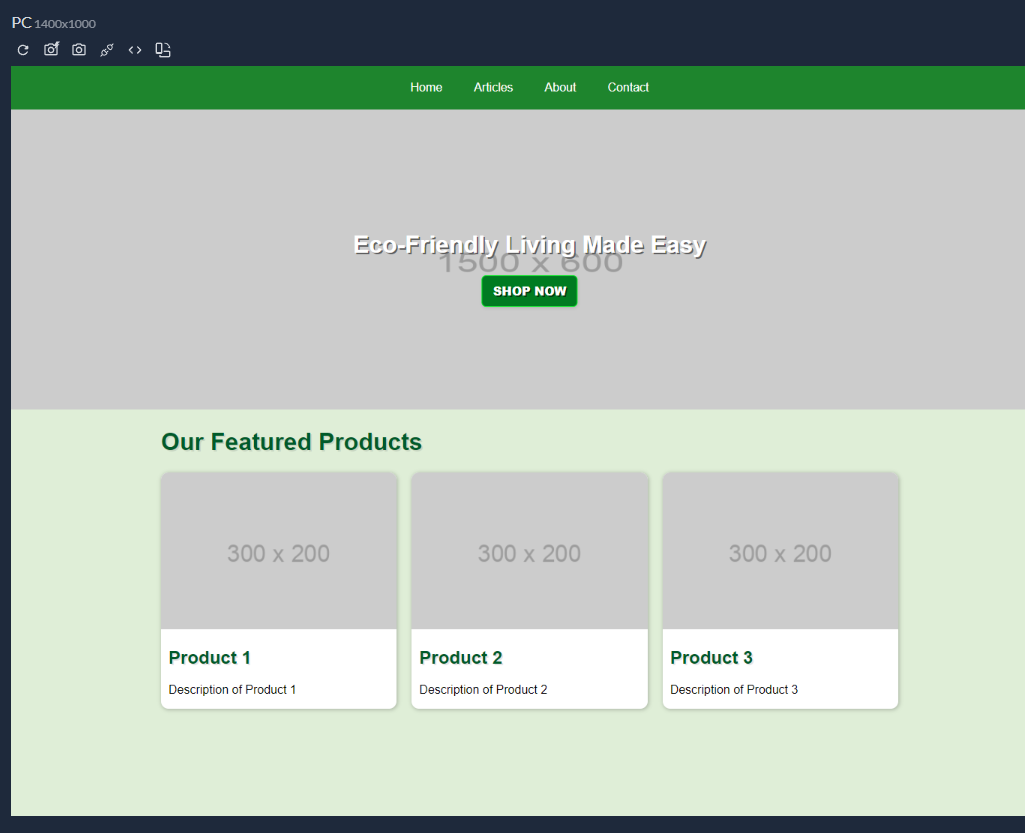 PC 1400x1000
Home Articles About Contact
Eco-Friendly Living Made Easy
1500 x 600
SHOP NOW
Our Featured Products
300 x 200 300 x 200 300 x 200
Product 1 Product 2 Product 3
Description of Product 1 Description of Product 2 Description of Product 3